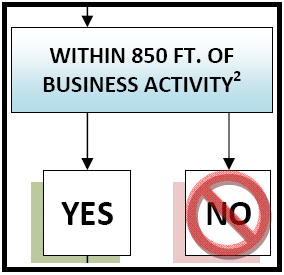 WITHIN 850 FT. OF
BUSINESS ACTIVITY²
YES
NO